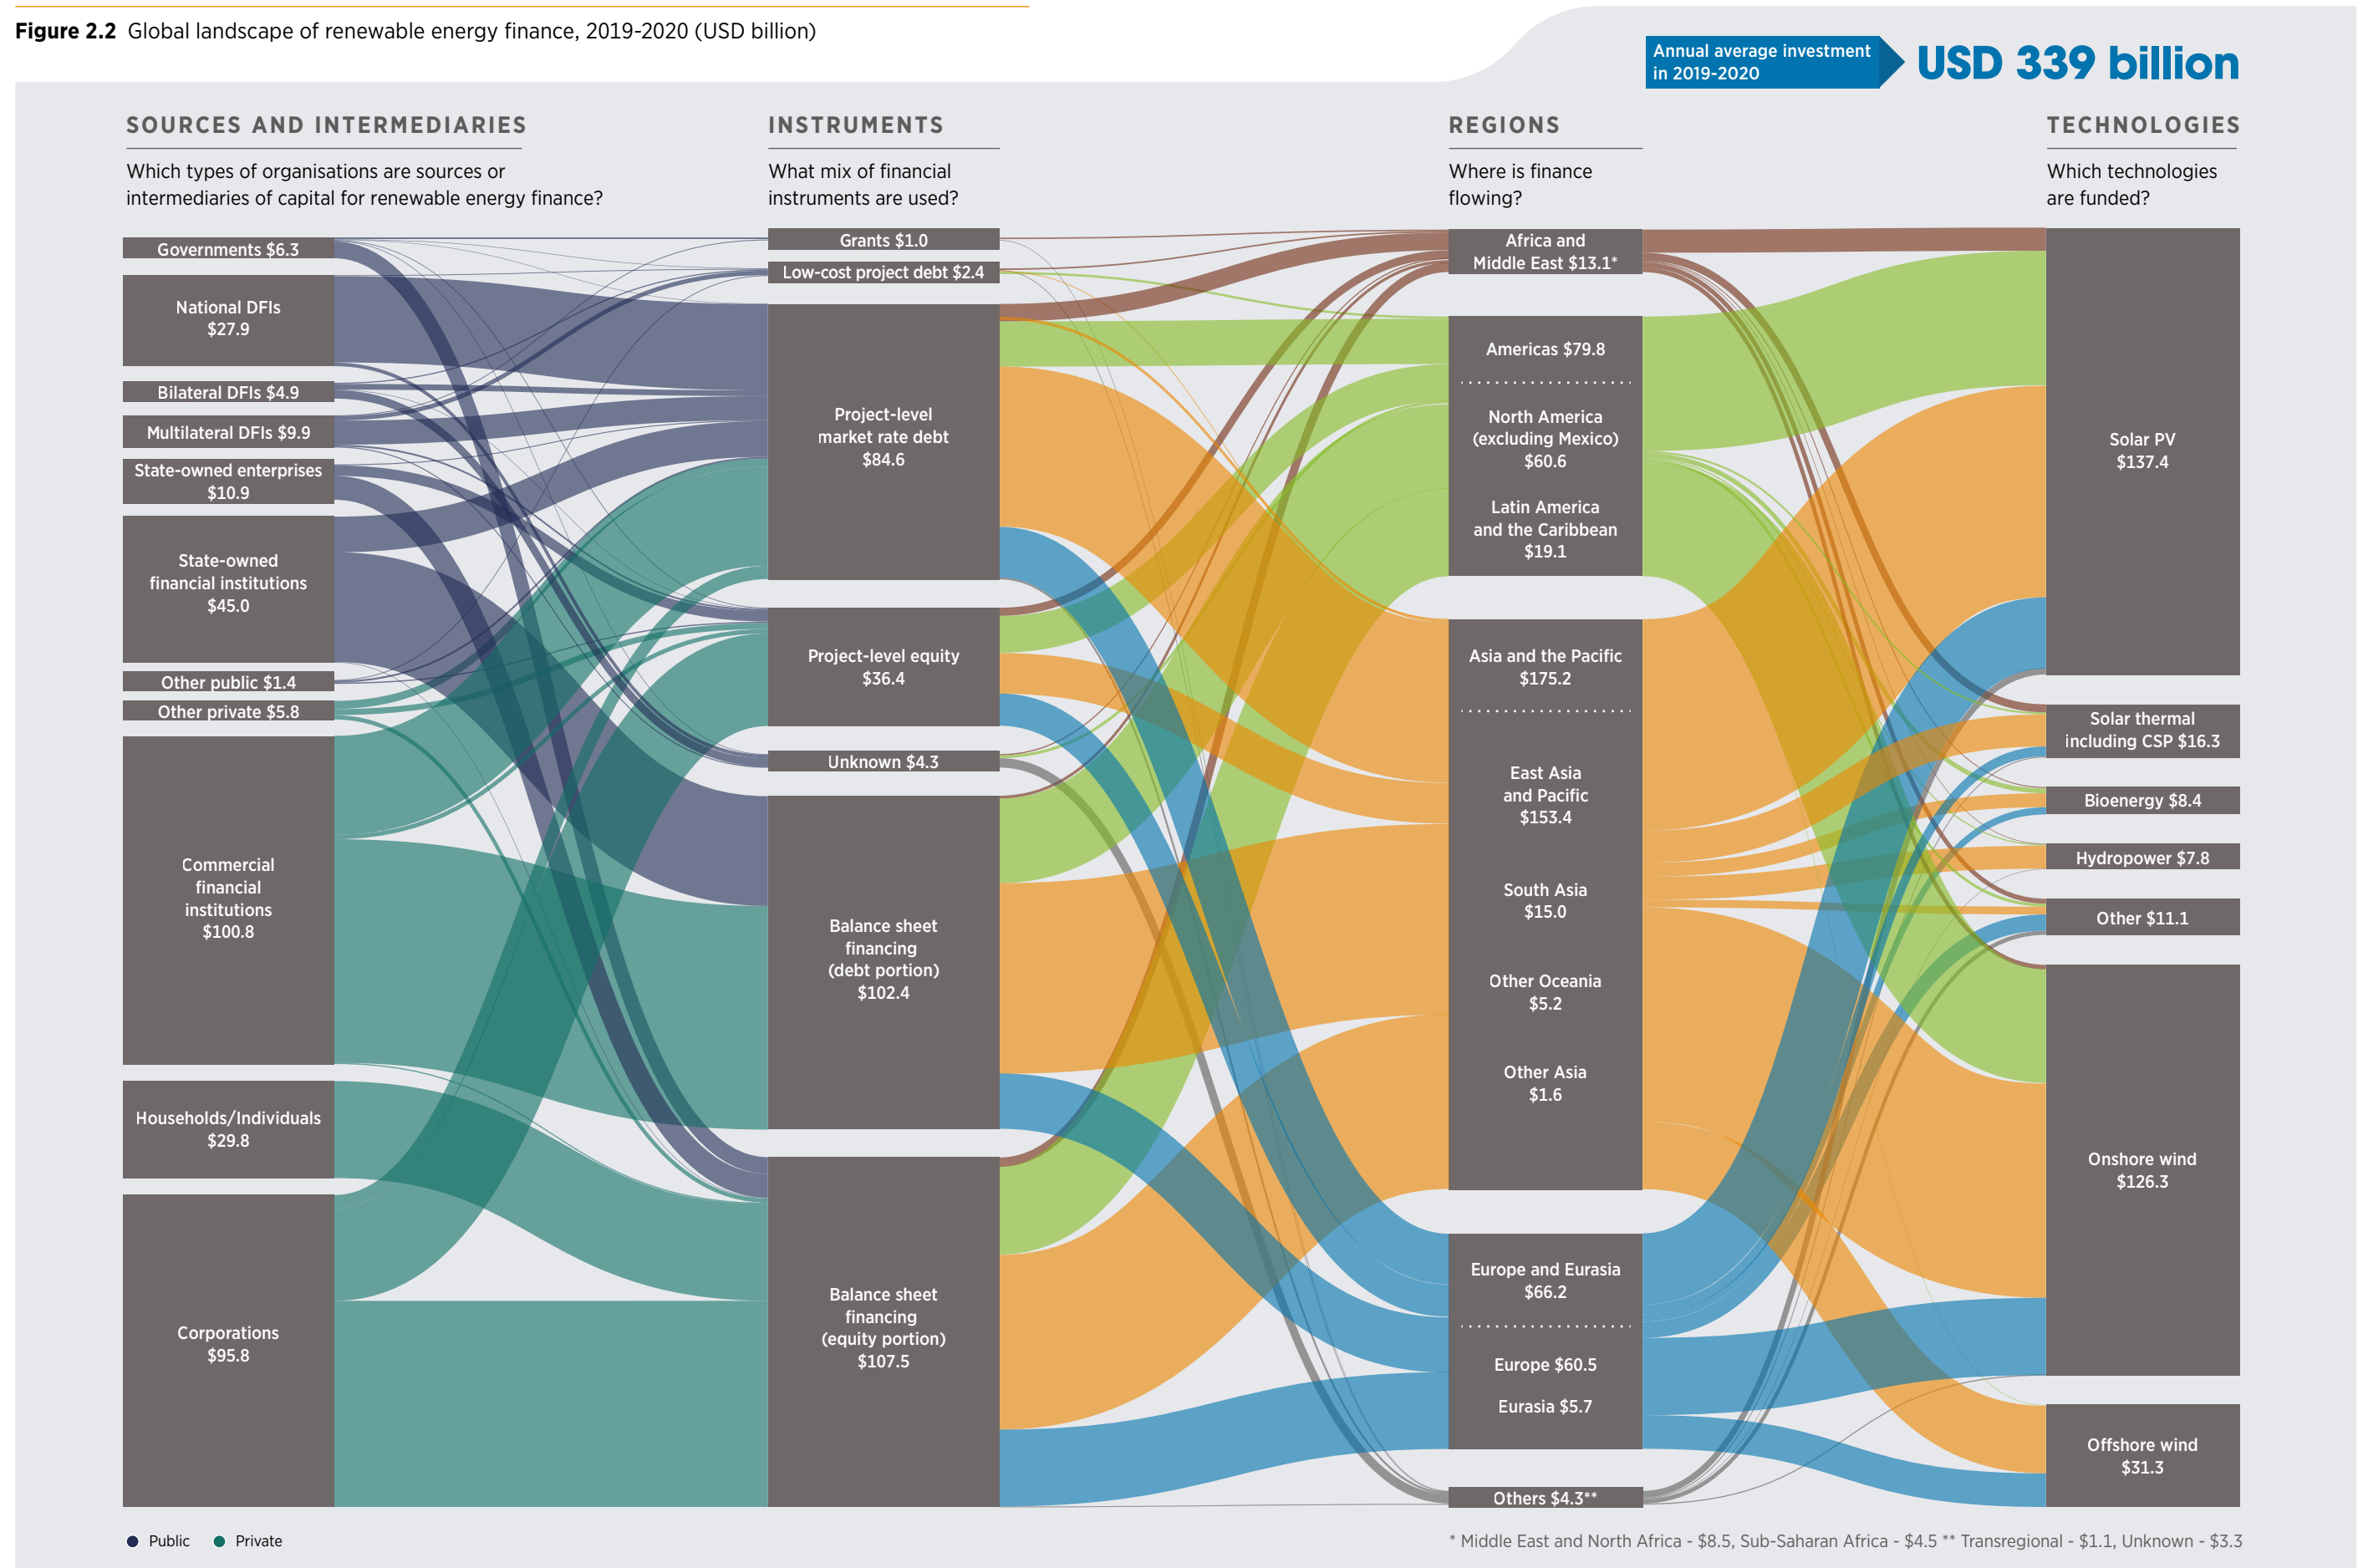 Figure 2.2 Global landscape of renewable energy finance, 2019-2020 (USD billion)
Annual average investment
in 2019-2020
USD 339 billion
SOURCES AND INTERMEDIARIES
Which types of organisations are sources or
intermediaries of capital for renewable energy finance?
INSTRUMENTS
What mix of financial
instruments are used?
REGIONS
Where is finance
flowing?
TECHNOLOGIES
Which technologies
are funded?
Governments $6.3
National DFIs
$27.9
Bilateral DFIs $4.9
Multilateral DFIs $9.9
State-owned enterprises
$10.9
State-owned
financial institutions
$45.0
Other public $1.4
Other private $5.8
Commercial
financial
institutions
$100.8
Households/Individuals
$29.8
Corporations
$95.8
Grants $1.0
Low-cost project debt $2.4
Project-level
market rate debt
$84.6
Project-level equity
$36.4
Unknown $4.3
Balance sheet
financing
(debt portion)
$102.4
Balance sheet
financing
(equity portion)
$107.5
Africa and
Middle East $13.1*
Americas $79.8
North America
(excluding Mexico)
$60.6
Latin America
and the Caribbean
$19.1
Asia and the Pacific
$175.2
East Asia
and Pacific
$153.4
South Asia
$15.0
Other Oceania
$5.2
Other Asia
$1.6
Europe and Eurasia
$66.2
Europe $60.5
Eurasia $5.7
Others $4.3**
Solar PV
$137.4
Solar thermal
including CSP $16.3
Bioenergy $8.4
Hydropower $7.8
Other $11.1
Onshore wind
$126.3
Offshore wind
$31.3
Public
Private
* Middle East and North Africa - $8.5, Sub-Saharan Africa - $4.5 ** Transregional - $1.1, Unknown - $3.3